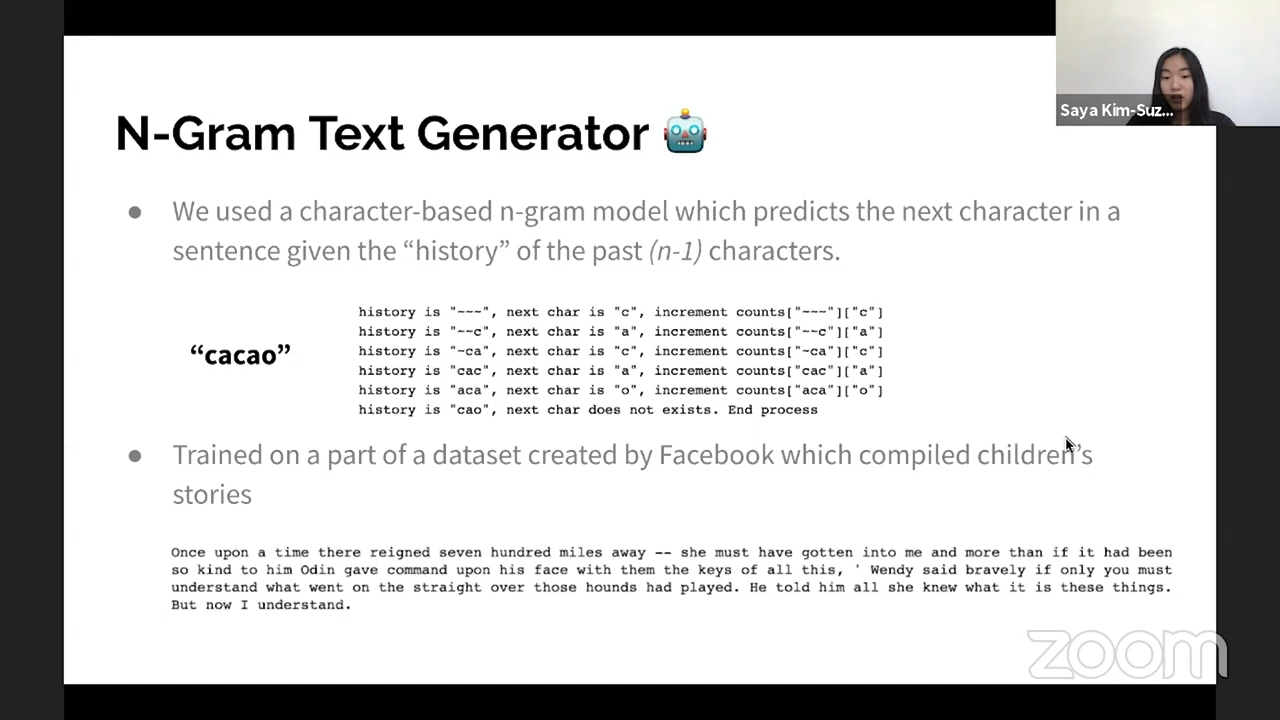 Saya Kim-Suz...
N-Gram Text Generator
● We used a character-based n-gram model which predicts the next character in a
sentence given the “history” of the past (n-1) characters.
“cacao”
history is "~~~", next char is "c", increment counts["~~~"]["c"]
history is "~~c", next char is "a", increment counts["~~c"]["a"]
history is "~ca", next char is "c", increment counts["~ca"]["c"]
history is "cac", next char is "a", increment counts["cac"]["a"]
history is "aca", next char is "o", increment counts["aca"]["o"]
history is "cao", next char does not exists. End process
● Trained on a part of a dataset created by Facebook which compiled children’s
stories
Once upon a time there reigned seven hundred miles away -- she must have gotten into me and more than if it had been
so kind to him Odin gave command upon his face with them the keys of all this, ' Wendy said bravely if only you must
understand what went on the straight over those hounds had played. He told him all she knew what it is these things.
But now I understand.
zoom